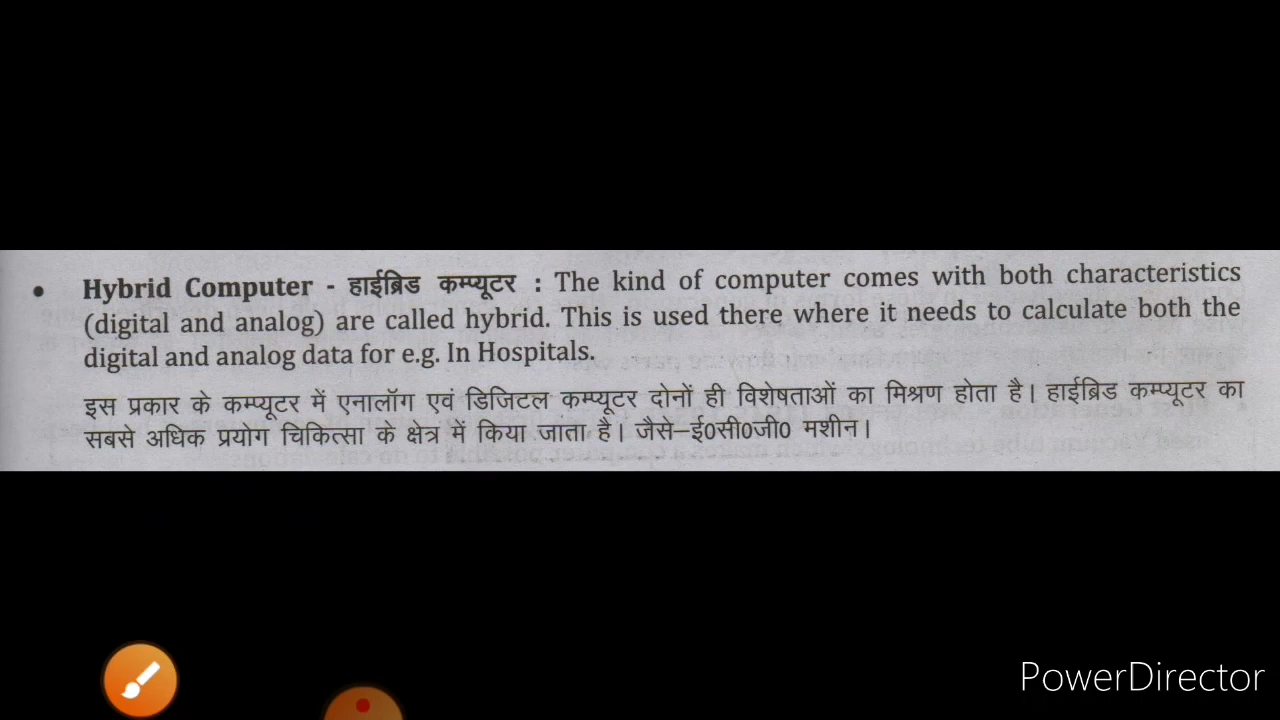 • Hybrid Computer - हाईब्रिड कम्प्यूटर : The kind of computer comes with both characteristics
(digital and analog) are called hybrid. This is used there where it needs to calculate both the
digital and analog data for e.g. In Hospitals.
इस प्रकार के कम्प्यूटर में एनालॉग एवं डिजिटल कम्प्यूटर दोनों ही विशेषताओं का मिश्रण होता है। हाईब्रिड कम्प्यूटर का
सबसे अधिक प्रयोग चिकित्सा के क्षेत्र में किया जाता है। जैसे–ई0सी0जी0 मशीन।
PowerDirector